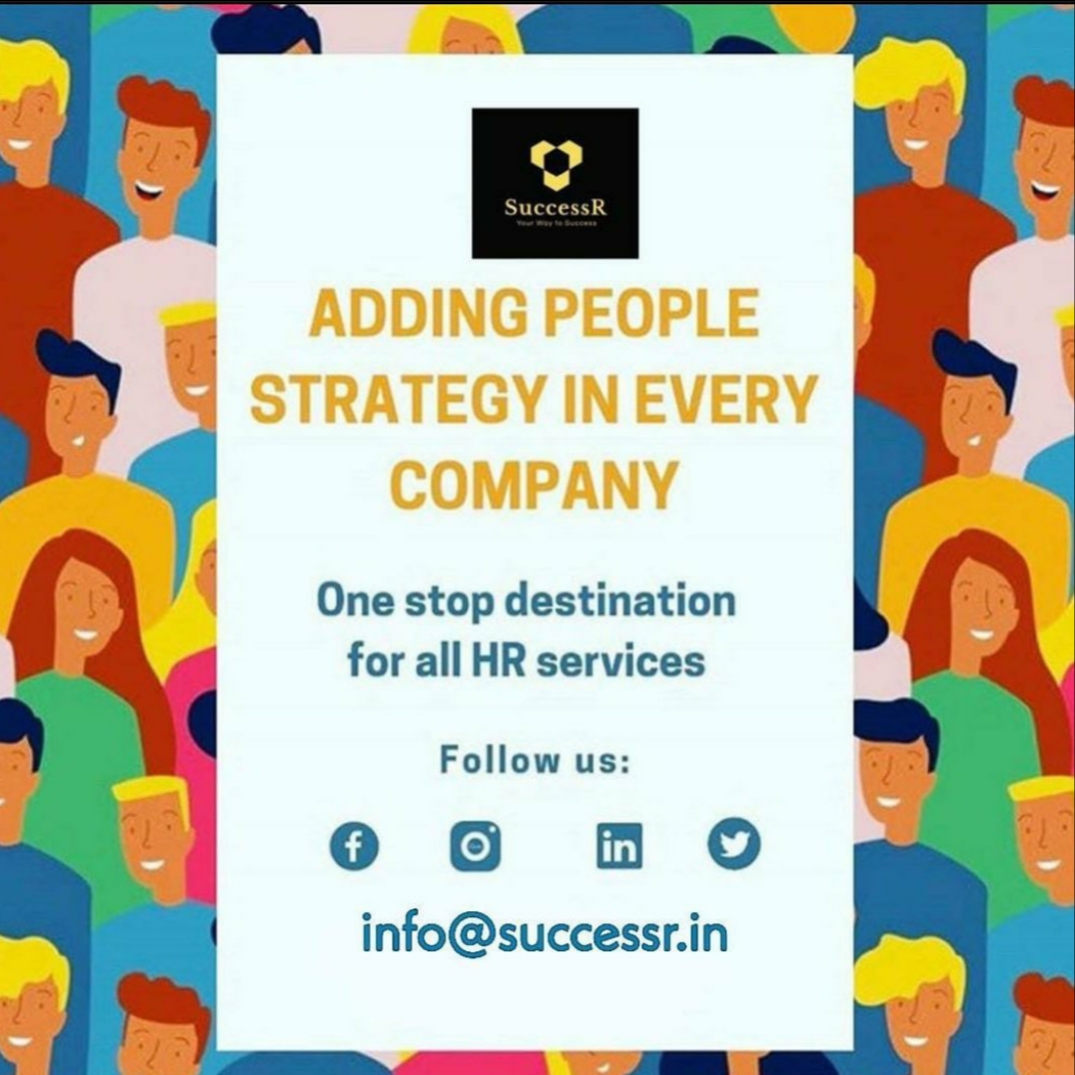 SuccessR
Your Way to Success
ADDING PEOPLE
STRATEGY IN EVERY
COMPANY
One stop destination
for all HR services
Follow us:
info@successr.in